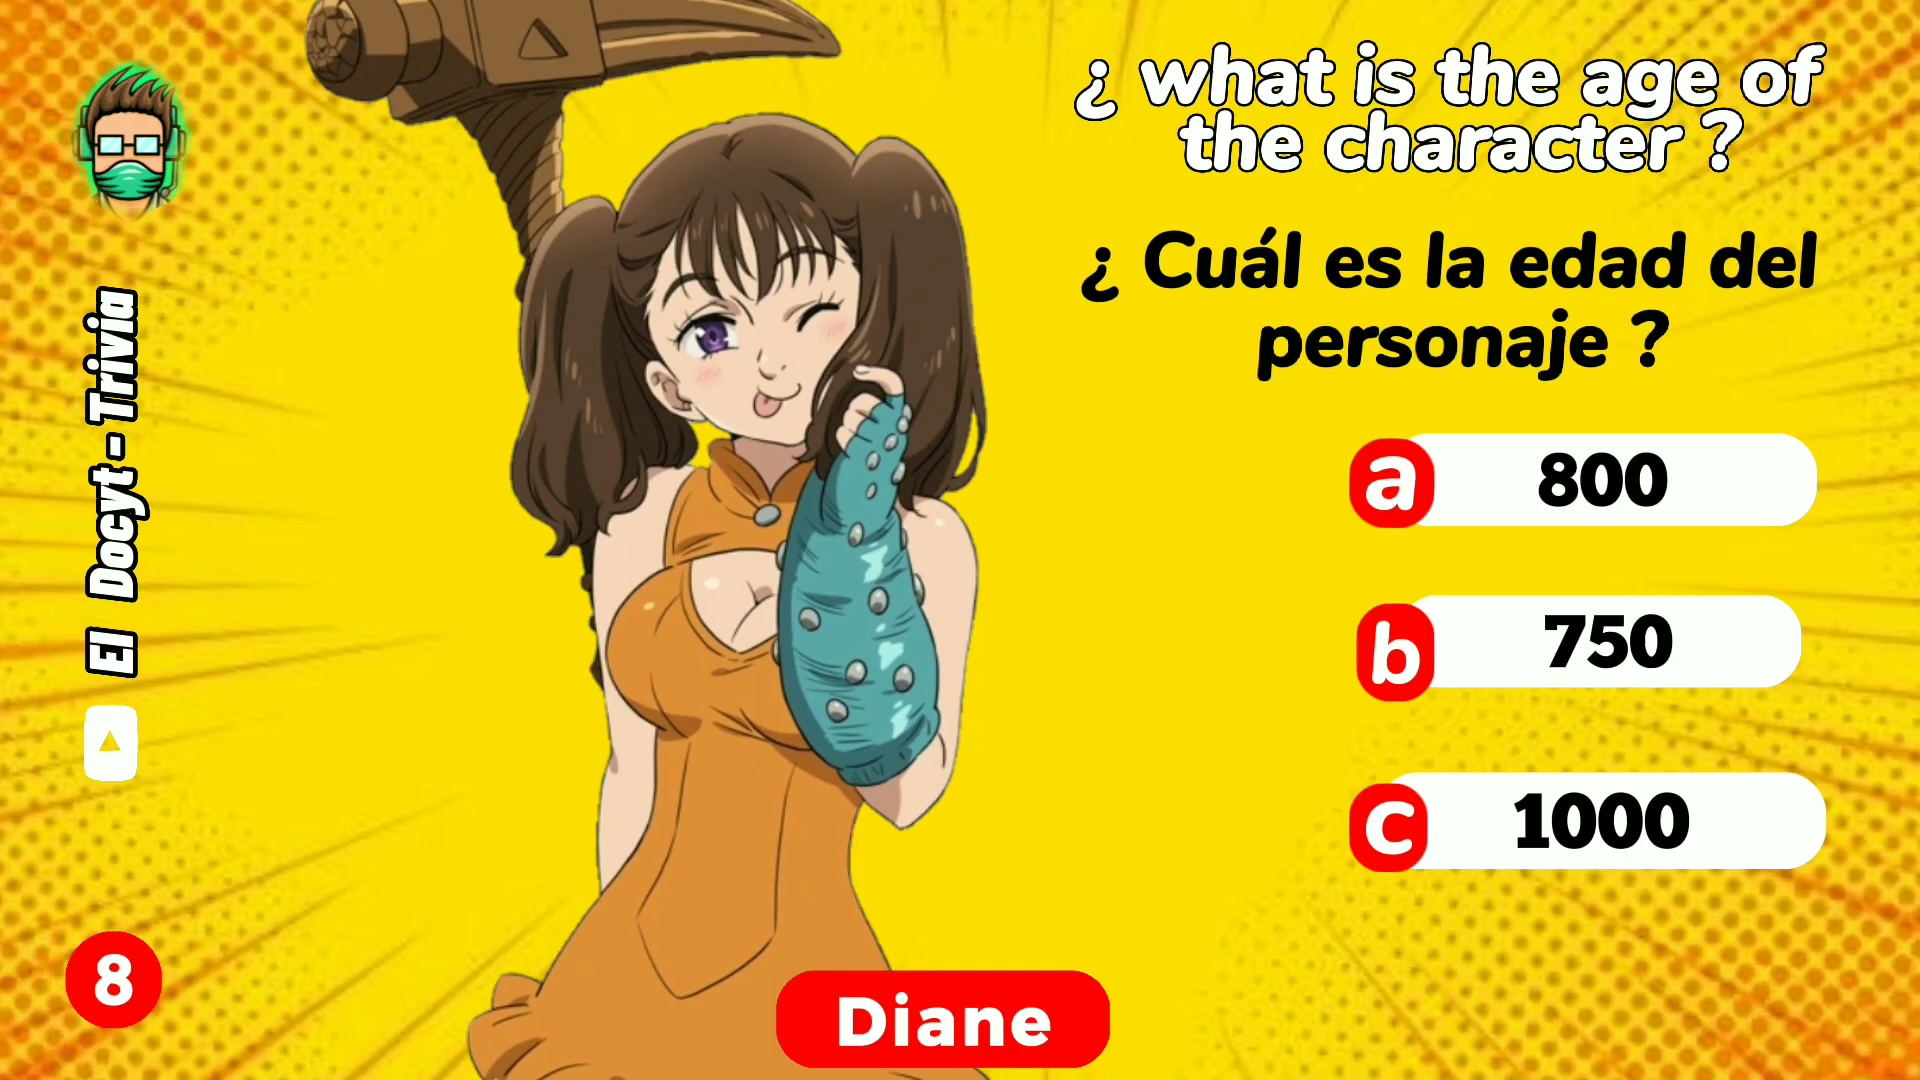 ¿ what is the age of
the character ?
¿ Cuál es la edad del
personaje ?
a 800
b 750
c 1000
El Docyt - Trivia
8
Diane